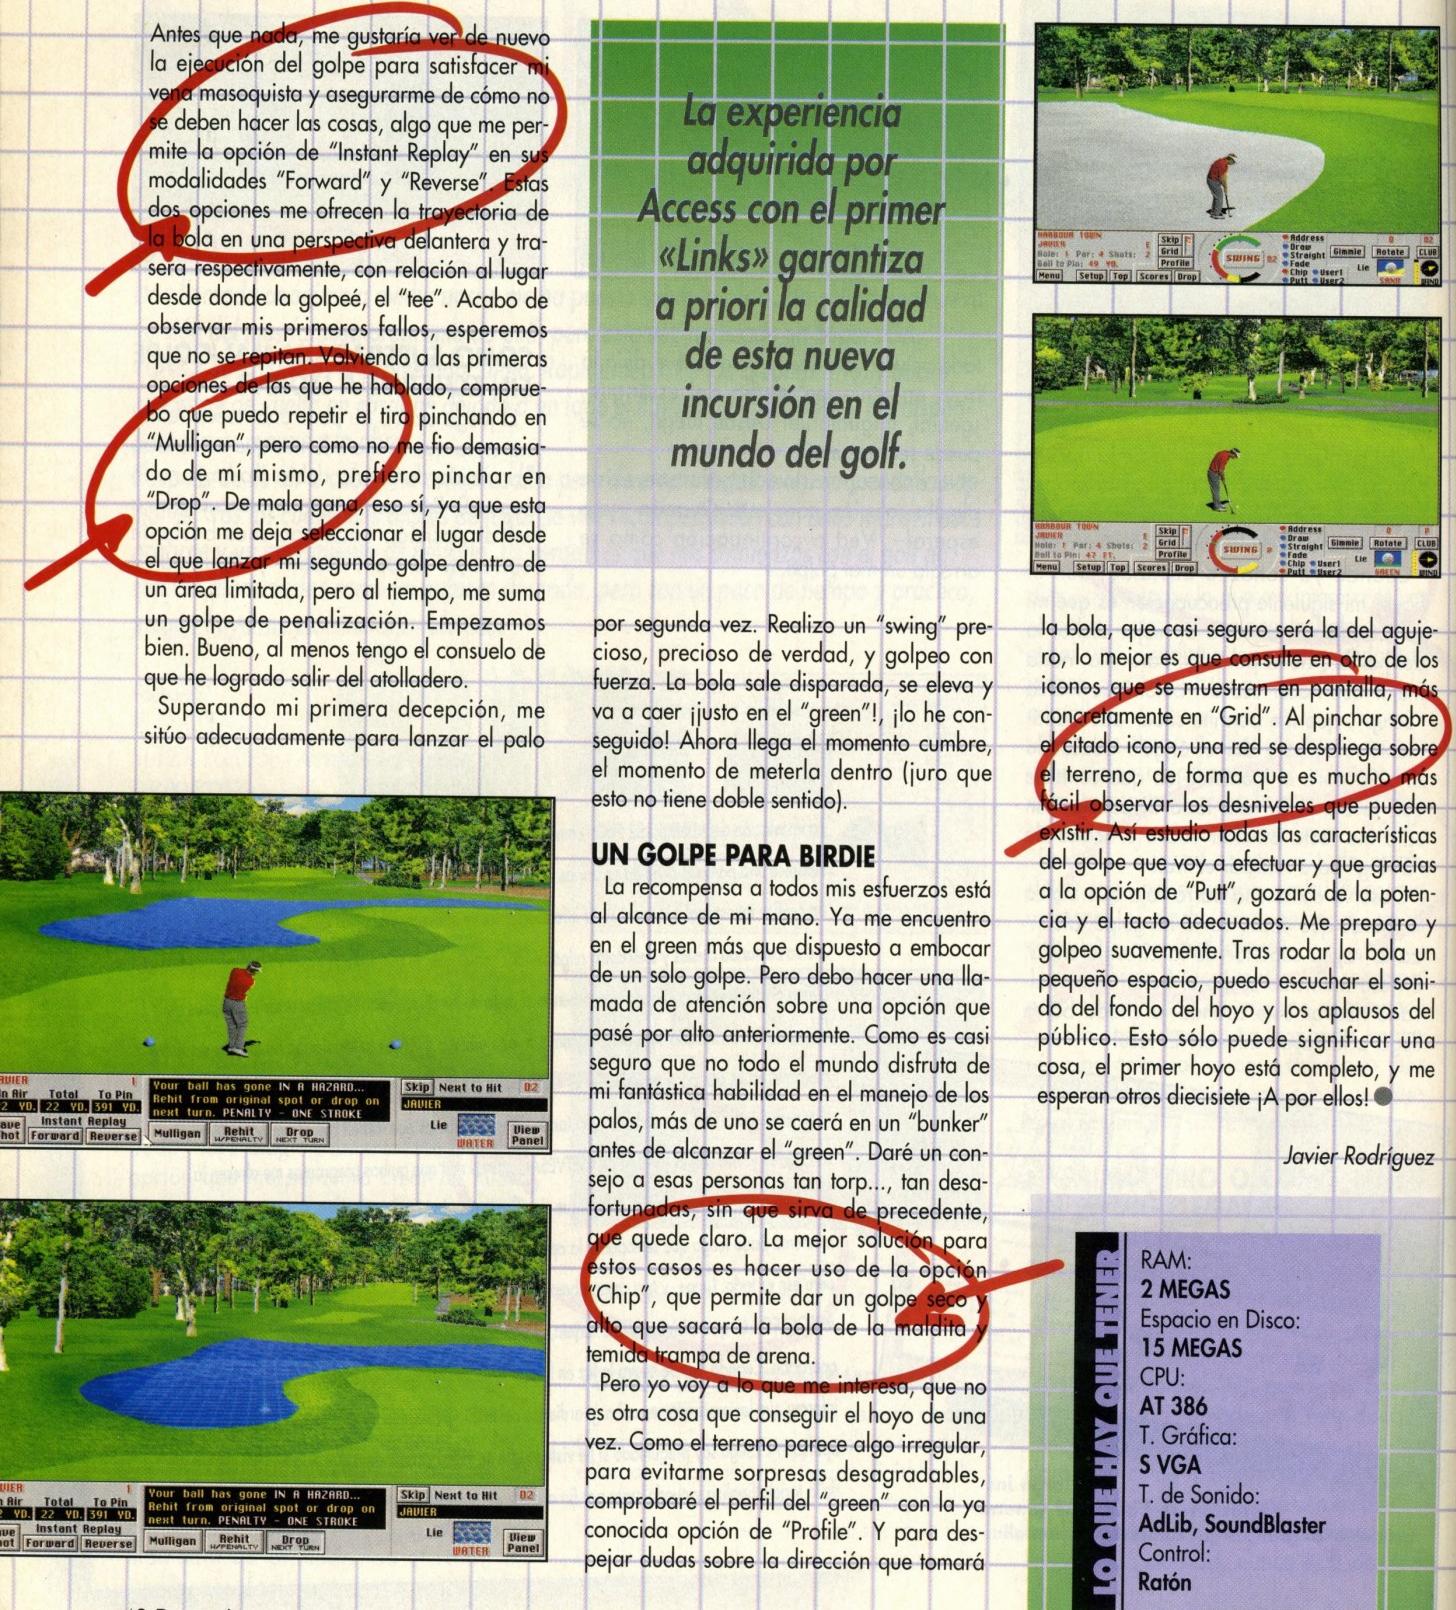 Antes que nada, me gustaría ver de nuevo
la ejecución del golpe para satisfacer mi
vena masoquista y asegurarme de cómo no
se deben hacer las cosas, algo que me per-
mite la opción de “Instant Replay” en sus
modalidades “Forward” y “Reverse”. Estas
dos opciones me ofrecen la trayectoria de
la bola en una perspectiva delantera y tra-
sera respectivamente, con relación al lugar
desde donde la golpeé, el “tee”. Acabo de
observar mis primeros fallos, esperemos
que no se repitan. Volviendo a las primeras
opciones de las que he hablado, comprue-
bo que puedo repetir el tiro pinchando en
“Mulligan”, pero como no me fio demasia-
do de mí mismo, prefiero pinchar en
“Drop”. De mala gana, eso sí, ya que esta
opción me deja seleccionar el lugar desde
el que lanzar mi segundo golpe dentro de
un área limitada, pero al tiempo, me suma
un golpe de penalización. Empezamos
bien. Bueno, al menos tengo el consuelo de
que he logrado salir del atolladero.
Superando mi primera decepción, me
sitúo adecuadamente para lanzar el palo
JAVIER 1
In Air Total To Pin
22 YD. 22 YD. 391 YD.
Instant Replay
Forward Reverse
Your ball has gone IN A HAZARD...
Rehit from original spot or drop on
next turn. PENALTY - ONE STROKE
Mulligan Rehit W/PENALTY Drop NEXT TURN
Skip Next to Hit D2
JAVIER
Lie WATER View Panel
In Air Total To Pin
22 YD. 22 YD. 391 YD.
Instant Replay
Forward Reverse
Your ball has gone IN A HAZARD...
Rehit from original spot or drop on
next turn. PENALTY - ONE STROKE
Mulligan Rehit W/PENALTY Drop NEXT TURN
Skip Next to Hit D2
JAVIER
Lie WATER View Panel
La experiencia
adquirida por
Access con el primer
«Links» garantiza
a priori la calidad
de esta nueva
incursión en el
mundo del golf.
por segunda vez. Realizo un “swing” pre-
cioso, precioso de verdad, y golpeo con
fuerza. La bola sale disparada, se eleva y
va a caer ¡justo en el “green”!, ¡lo he con-
seguido! Ahora llega el momento cumbre,
el momento de meterla dentro (juro que
esto no tiene doble sentido).
UN GOLPE PARA BIRDIE
La recompensa a todos mis esfuerzos está
al alcance de mi mano. Ya me encuentro
en el green más que dispuesto a embocar
de un solo golpe. Pero debo hacer una lla-
mada de atención sobre una opción que
pasé por alto anteriormente. Como es casi
seguro que no todo el mundo disfruta de
mi fantástica habilidad en el manejo de los
palos, más de uno se caerá en un “bunker”
antes de alcanzar el “green”. Daré un con-
sejo a esas personas tan torp..., tan desa-
fortunadas, sin que sirva de precedente,
que quede claro. La mejor solución para
estos casos es hacer uso de la opción
“Chip”, que permite dar un golpe seco y
alto que sacará la bola de la maldita y
temida trampa de arena.
Pero yo voy a lo que me interesa, que no
es otra cosa que conseguir el hoyo de una
vez. Como el terreno parece algo irregular,
para evitarme sorpresas desagradables,
comprobaré el perfil del “green” con la ya
conocida opción de “Profile”. Y para des-
pejar dudas sobre la dirección que tomará
HARBOUR TOWN
JAVIER E
Hole: 1 Par: 4 Shots: 2
Ball to Pin: 49 YD.
Menu Setup Top Scores Drop
Skip
Grid
Profile
SWING D2
Address
Draw
Straight
Fade
Chip User1
Putt User2
Gimmie Rotate CLUB
Lie SAND WIND
HARBOUR TOWN
JAVIER E
Hole: 1 Par: 4 Shots: 2
Ball to Pin: 47 FT.
Menu Setup Top Scores Drop
Skip
Grid
Profile
SWING P
Address
Draw
Straight
Fade
Chip User1
Putt User2
Gimmie Rotate CLUB
Lie GREEN WIND
la bola, que casi seguro será la del aguje-
ro, lo mejor es que consulte en otro de los
iconos que se muestran en pantalla, más
concretamente en “Grid”. Al pinchar sobre
el citado icono, una red se despliega sobre
el terreno, de forma que es mucho más
fácil observar los desniveles que pueden
existir. Así estudio todas las características
del golpe que voy a efectuar y que gracias
a la opción de “Putt”, gozará de la poten-
cia y el tacto adecuados. Me preparo y
golpeo suavemente. Tras rodar la bola un
pequeño espacio, puedo escuchar el soni-
do del fondo del hoyo y los aplausos del
público. Esto sólo puede significar una
cosa, el primer hoyo está completo, y me
esperan otros diecisiete ¡A por ellos!
Javier Rodríguez
LO QUE HAY QUE TENER
RAM:
2 MEGAS
Espacio en Disco:
15 MEGAS
CPU:
AT 386
T. Gráfica:
S VGA
T. de Sonido:
AdLib, SoundBlaster
Control:
Ratón